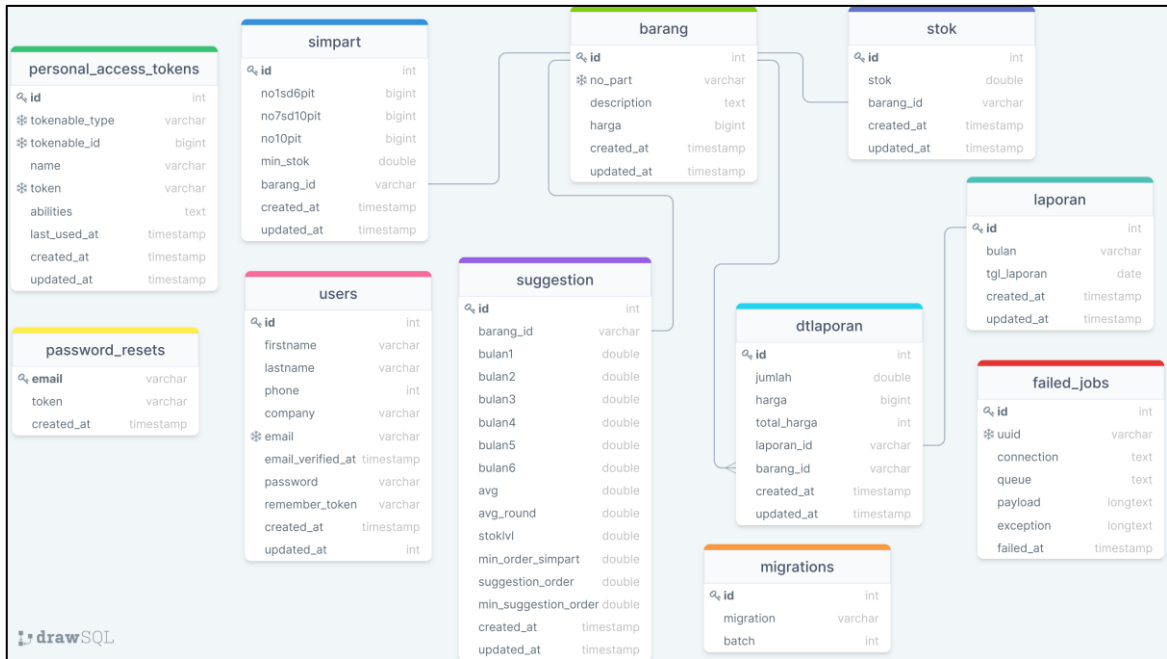 personal_access_tokens
id int
tokenable_type varchar
tokenable_id bigint
name varchar
token varchar
abilities text
last_used_at timestamp
created_at timestamp
updated_at timestamp
password_resets
email varchar
token varchar
created_at timestamp
simpart
id int
no1sd6pit bigint
no7sd10pit bigint
no10pit bigint
min_stok double
barang_id varchar
created_at timestamp
updated_at timestamp
users
id int
firstname varchar
lastname varchar
phone int
company varchar
email varchar
email_verified_at timestamp
password varchar
remember_token varchar
created_at timestamp
updated_at int
barang
id int
no_part varchar
description text
harga bigint
created_at timestamp
updated_at timestamp
suggestion
id int
barang_id varchar
bulan1 double
bulan2 double
bulan3 double
bulan4 double
bulan5 double
bulan6 double
avg double
avg_round double
stoklvl double
min_order_simpart double
suggestion_order double
min_suggestion_order double
created_at timestamp
updated_at timestamp
stok
id int
stok double
barang_id varchar
created_at timestamp
updated_at timestamp
laporan
id int
bulan varchar
tgl_laporan date
created_at timestamp
updated_at timestamp
dtlaporan
id int
jumlah double
harga bigint
total_harga int
laporan_id varchar
barang_id varchar
created_at timestamp
updated_at timestamp
failed_jobs
id int
uuid varchar
connection text
queue text
payload longtext
exception longtext
failed_at timestamp
migrations
id int
migration varchar
batch int
drawSQL